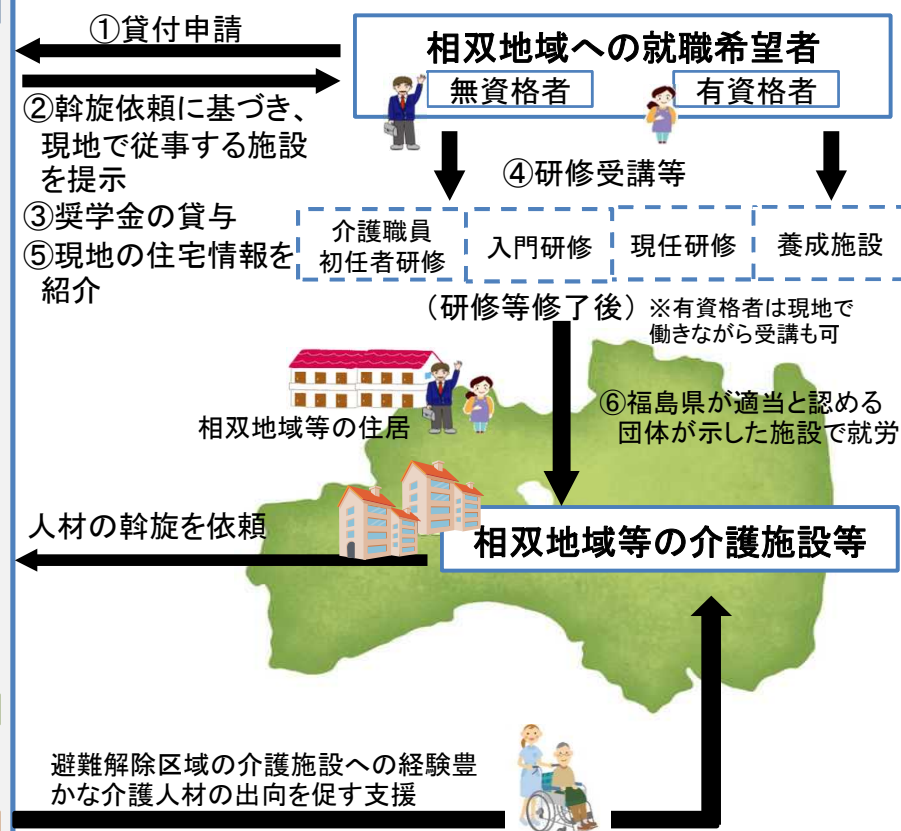 ①貸付申請
相双地域への就職希望者
無資格者
有資格者
②斡旋依頼に基づき、
現地で従事する施設
を提示
③奨学金の貸与
⑤現地の住宅情報を
紹介
④研修受講等
介護職員
初任者研修
入門研修
現任研修
養成施設
(研修等修了後)
※有資格者は現地で
働きながら受講も可
相双地域等の住居
⑥福島県が適当と認める
団体が示した施設で就労
人材の斡旋を依頼
相双地域等の介護施設等
避難解除区域の介護施設への経験豊
かな介護人材の出向を促す支援